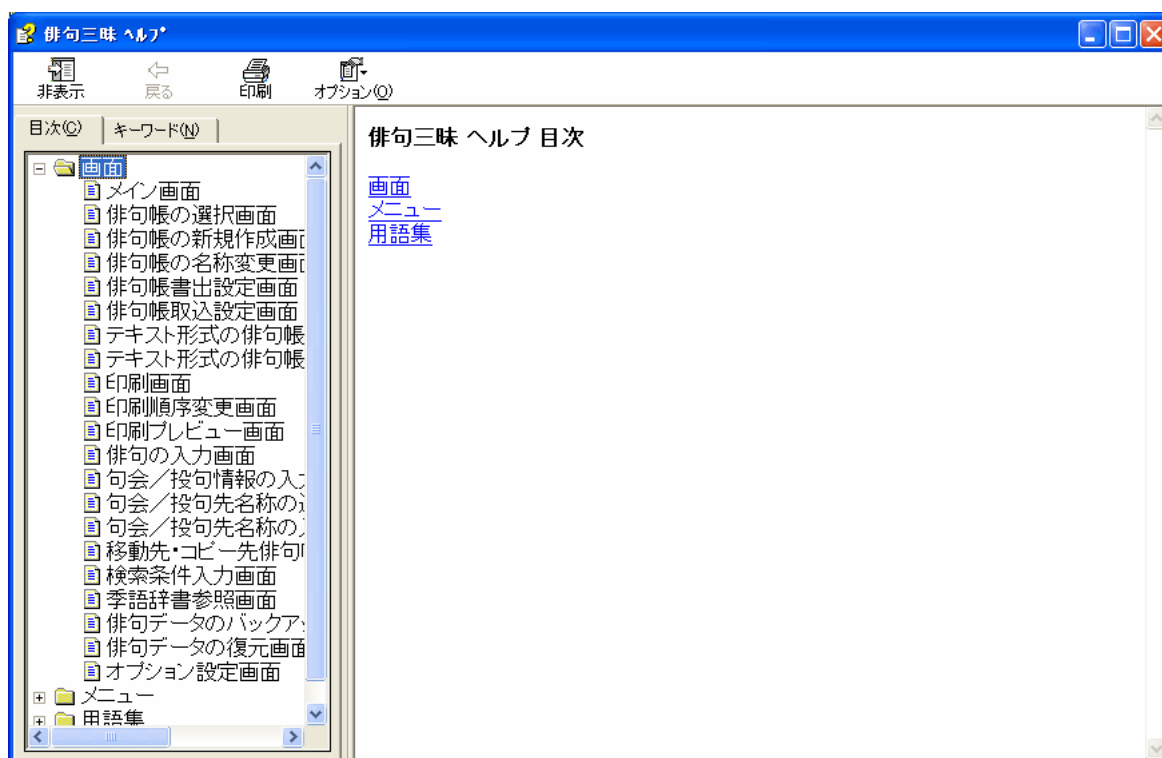 俳句三昧 ヘルプ
非表示
戻る
印刷
オプション(O)
目次(C)
キーワード(N)
画面
メイン画面
俳句帳の選択画面
俳句帳の新規作成画面
俳句帳の名称変更画面
俳句帳書出設定画面
俳句帳取込設定画面
テキスト形式の俳句帳
テキスト形式の俳句帳
印刷画面
印刷順序変更画面
印刷プレビュー画面
俳句の入力画面
句会／投句情報の入
句会／投句先名称の
句会／投句先名称の
移動先・コピー先俳句
検索条件入力画面
季語辞書参照画面
俳句データのバックア
俳句データの復元画面
オプション設定画面
メニュー
用語集
俳句三昧 ヘルプ 目次
画面
メニュー
用語集